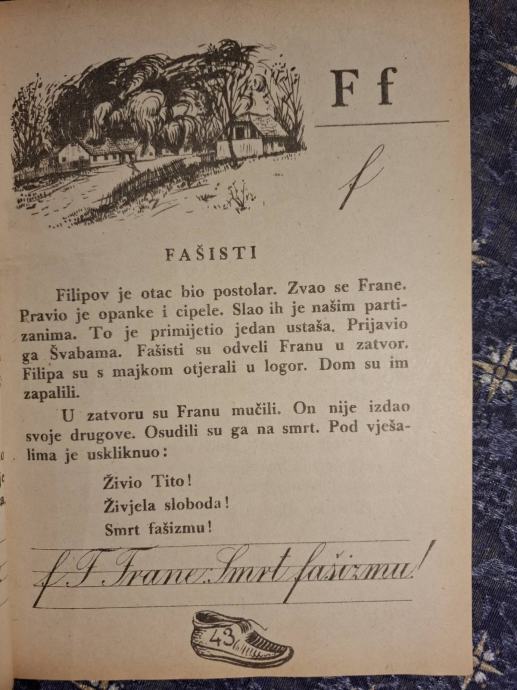 F f
f
FAŠISTI
Filipov je otac bio postolar. Zvao se Frane.
Pravio je opanke i cipele. Slao ih je našim parti-
zanima. To je primijetio jedan ustaša. Prijavio
ga Švabama. Fašisti su odveli Franu u zatvor.
Filipa su s majkom otjerali u logor. Dom su im
zapalili.
U zatvoru su Franu mučili. On nije izdao
svoje drugove. Osudili su ga na smrt. Pod vješa-
lima je uskliknuo:
Živio Tito!
Živjela sloboda!
Smrt fašizmu!
f F Frane Smrt fašizmu!
43